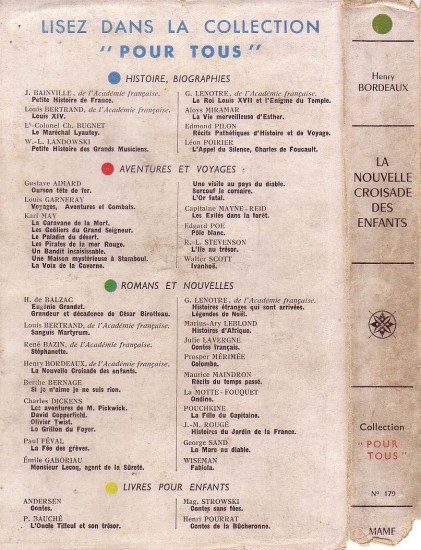 LISEZ DANS LA COLLECTION
"POUR TOUS"
HISTOIRE, BIOGRAPHIES
J. BAINVILLE, de l'Académie française.
Petite Histoire de France.
Louis BERTRAND, de l'Académie française.
Louis XIV.
Lt-Colonel Ch. BUGNET
Le Maréchal Lyautey.
W.-L. LANDOWSKI
Petite Histoire des Grands Musiciens.
G. LENOTRE, de l'Académie française.
Le Roi Louis XVII et l'Enigme du Temple.
Aloys MIRAMAR
La Vie merveilleuse d'Esther.
Edmond PILON
Récits Pathétiques d'Histoire et de Voyage.
Léon POIRIER
L'Appel du Silence, Charles de Foucault.
AVENTURES ET VOYAGES :
Gustave AIMARD
Ourson tête de fer.
Louis GARNERAY
Voyages, Aventures et Combats.
Karl MAY
La Caravane de la Mort.
Les Geôliers du Grand Seigneur.
Le Paladin du désert.
Les Pirates de la mer Rouge.
Un Bandit insaisissable.
Une Maison mystérieuse à Stamboul.
La Voix de la Caverne.
Une visite au pays du diable.
Surcouf le corsaire.
L'Or fatal.
Capitaine MAYNE-REID
Les Exilés dans la forêt.
Edgard POE
Pôle blanc.
R.-L. STEVENSON
L'Ile au trésor.
Walter SCOTT
Ivanhoë.
ROMANS ET NOUVELLES
H. de BALZAC
Eugénie Grandet.
Grandeur et décadence de César Birotteau.
Louis BERTRAND, de l'Académie française.
Sanguis Martyrum.
René BAZIN, de l'Académie française.
Stéphanette.
Henry BORDEAUX, de l'Académie française.
La Nouvelle Croisade des enfants.
Berthe BERNAGE
Si je n'aime je ne suis rien.
Charles DICKENS
Les aventures de M. Pickwick.
David Copperfield.
Olivier Twist.
Le Grillon du Foyer.
Paul FÉVAL
La Fée des grèves.
Émile GABORIAU
Monsieur Lecoq, agent de la Sûreté.
G. LENOTRE, de l'Académie française.
Histoires étranges qui sont arrivées.
Légendes de Noël.
Marius-Ary LEBLOND
Histoires d'Afrique.
Julie LAVERGNE
Contes français.
Prosper MÉRIMÉE
Colomba.
Maurice MAINDRON
Récits du temps passé.
La MOTTE-FOUQUET
Ondine.
POUCHKINE
La Fille du Capitaine.
J.-M. ROUGÉ
Histoires du Jardin de la France.
George SAND
La Mare au diable.
WISEMAN
Fabiola.
LIVRES POUR ENFANTS
ANDERSEN
Contes.
P. BAUCHÉ
L'Oncle Tilleul et son trésor.
Mag. STROWSKI
Contes sans fées.
Henri POURRAT
Contes de la Bûcheronne.
Henry
BORDEAUX
LA
NOUVELLE
CROISADE
DES
ENFANTS
Collection
"POUR
TOUS"
N° 179
MAME